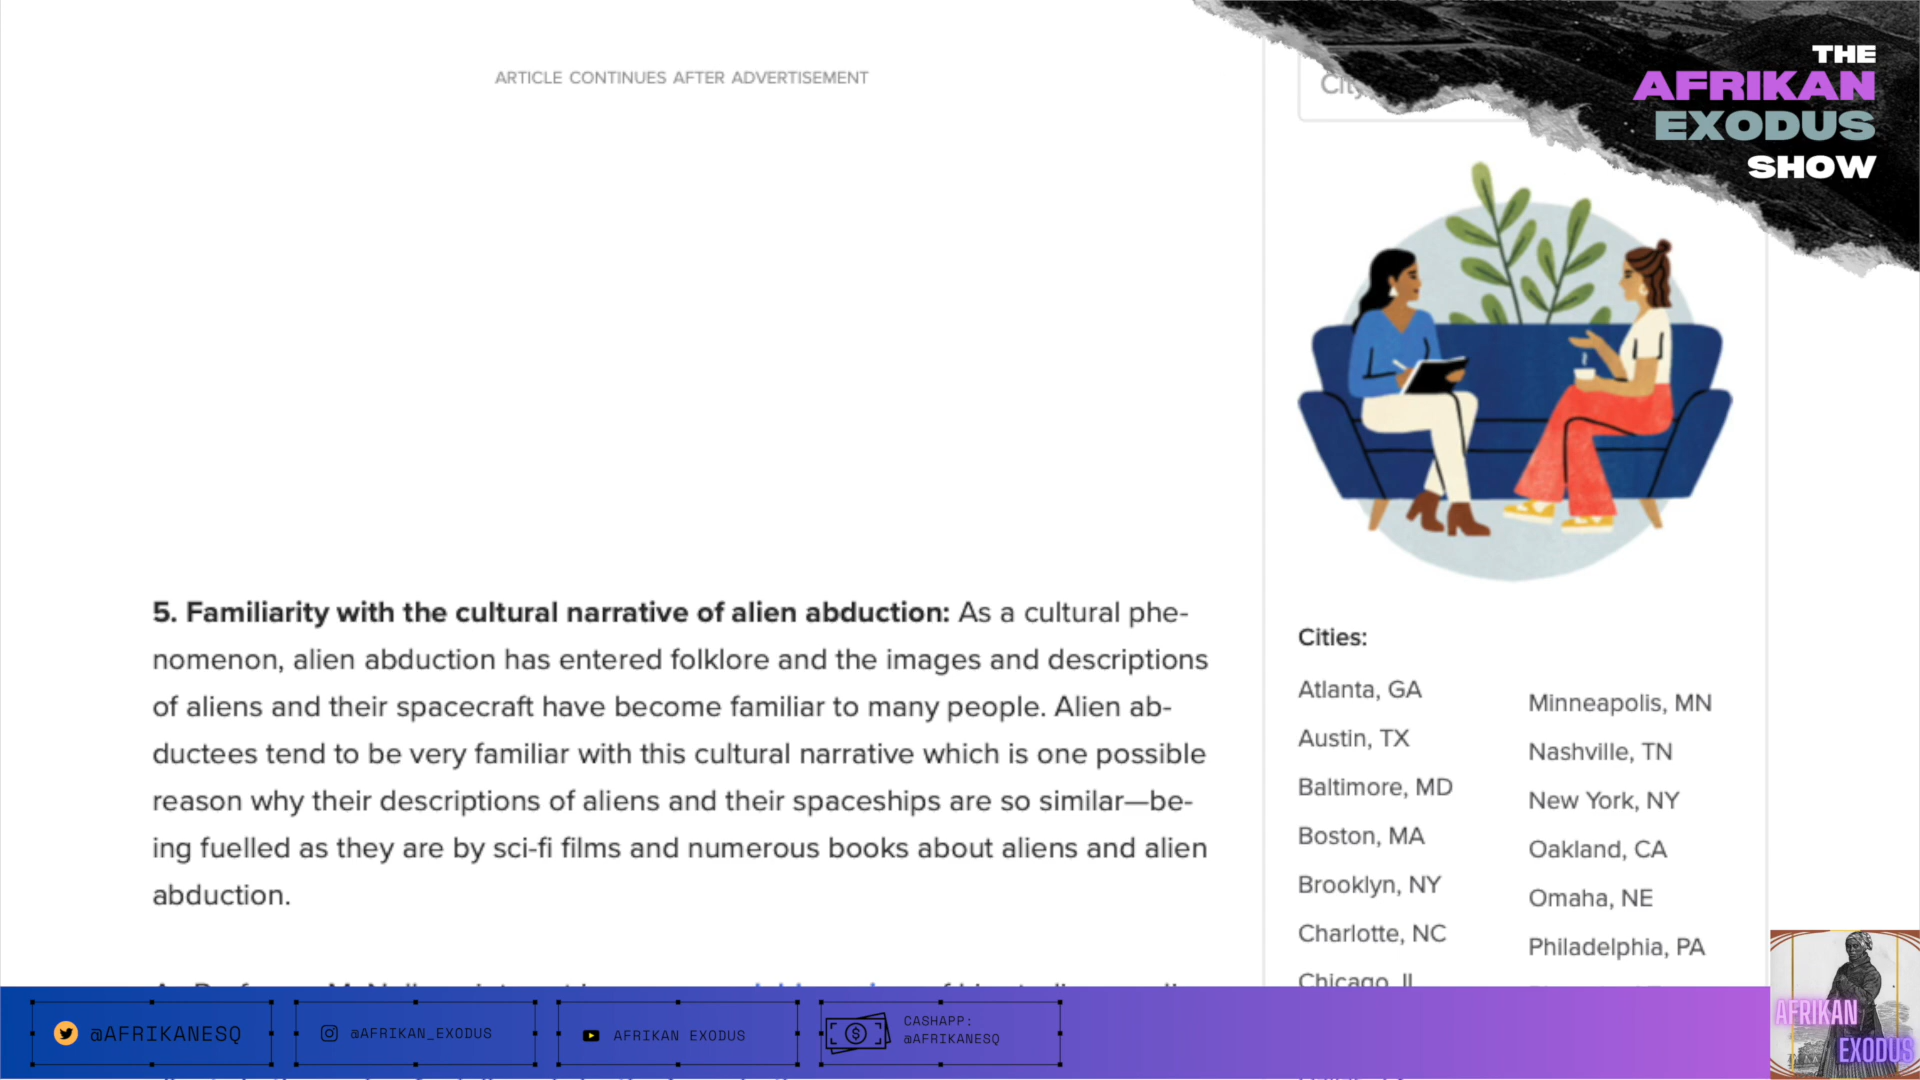 ARTICLE CONTINUES AFTER ADVERTISEMENT
THE
AFRIKAN
EXODUS
SHOW
5. Familiarity with the cultural narrative of alien abduction: As a cultural phe-
nomenon, alien abduction has entered folklore and the images and descriptions
of aliens and their spacecraft have become familiar to many people. Alien ab-
ductees tend to be very familiar with this cultural narrative which is one possible
reason why their descriptions of aliens and their spaceships are so similar—be-
ing fuelled as they are by sci-fi films and numerous books about aliens and alien
abduction.
Cities:
Atlanta, GA
Austin, TX
Baltimore, MD
Boston, MA
Brooklyn, NY
Charlotte, NC
Chicago, IL
Minneapolis, MN
Nashville, TN
New York, NY
Oakland, CA
Omaha, NE
Philadelphia, PA
@AFRIKANESQ
@AFRIKAN_EXODUS
AFRIKAN EXODUS
CASHAPP:
@AFRIKANESQ
AFRIKAN
EXODUS